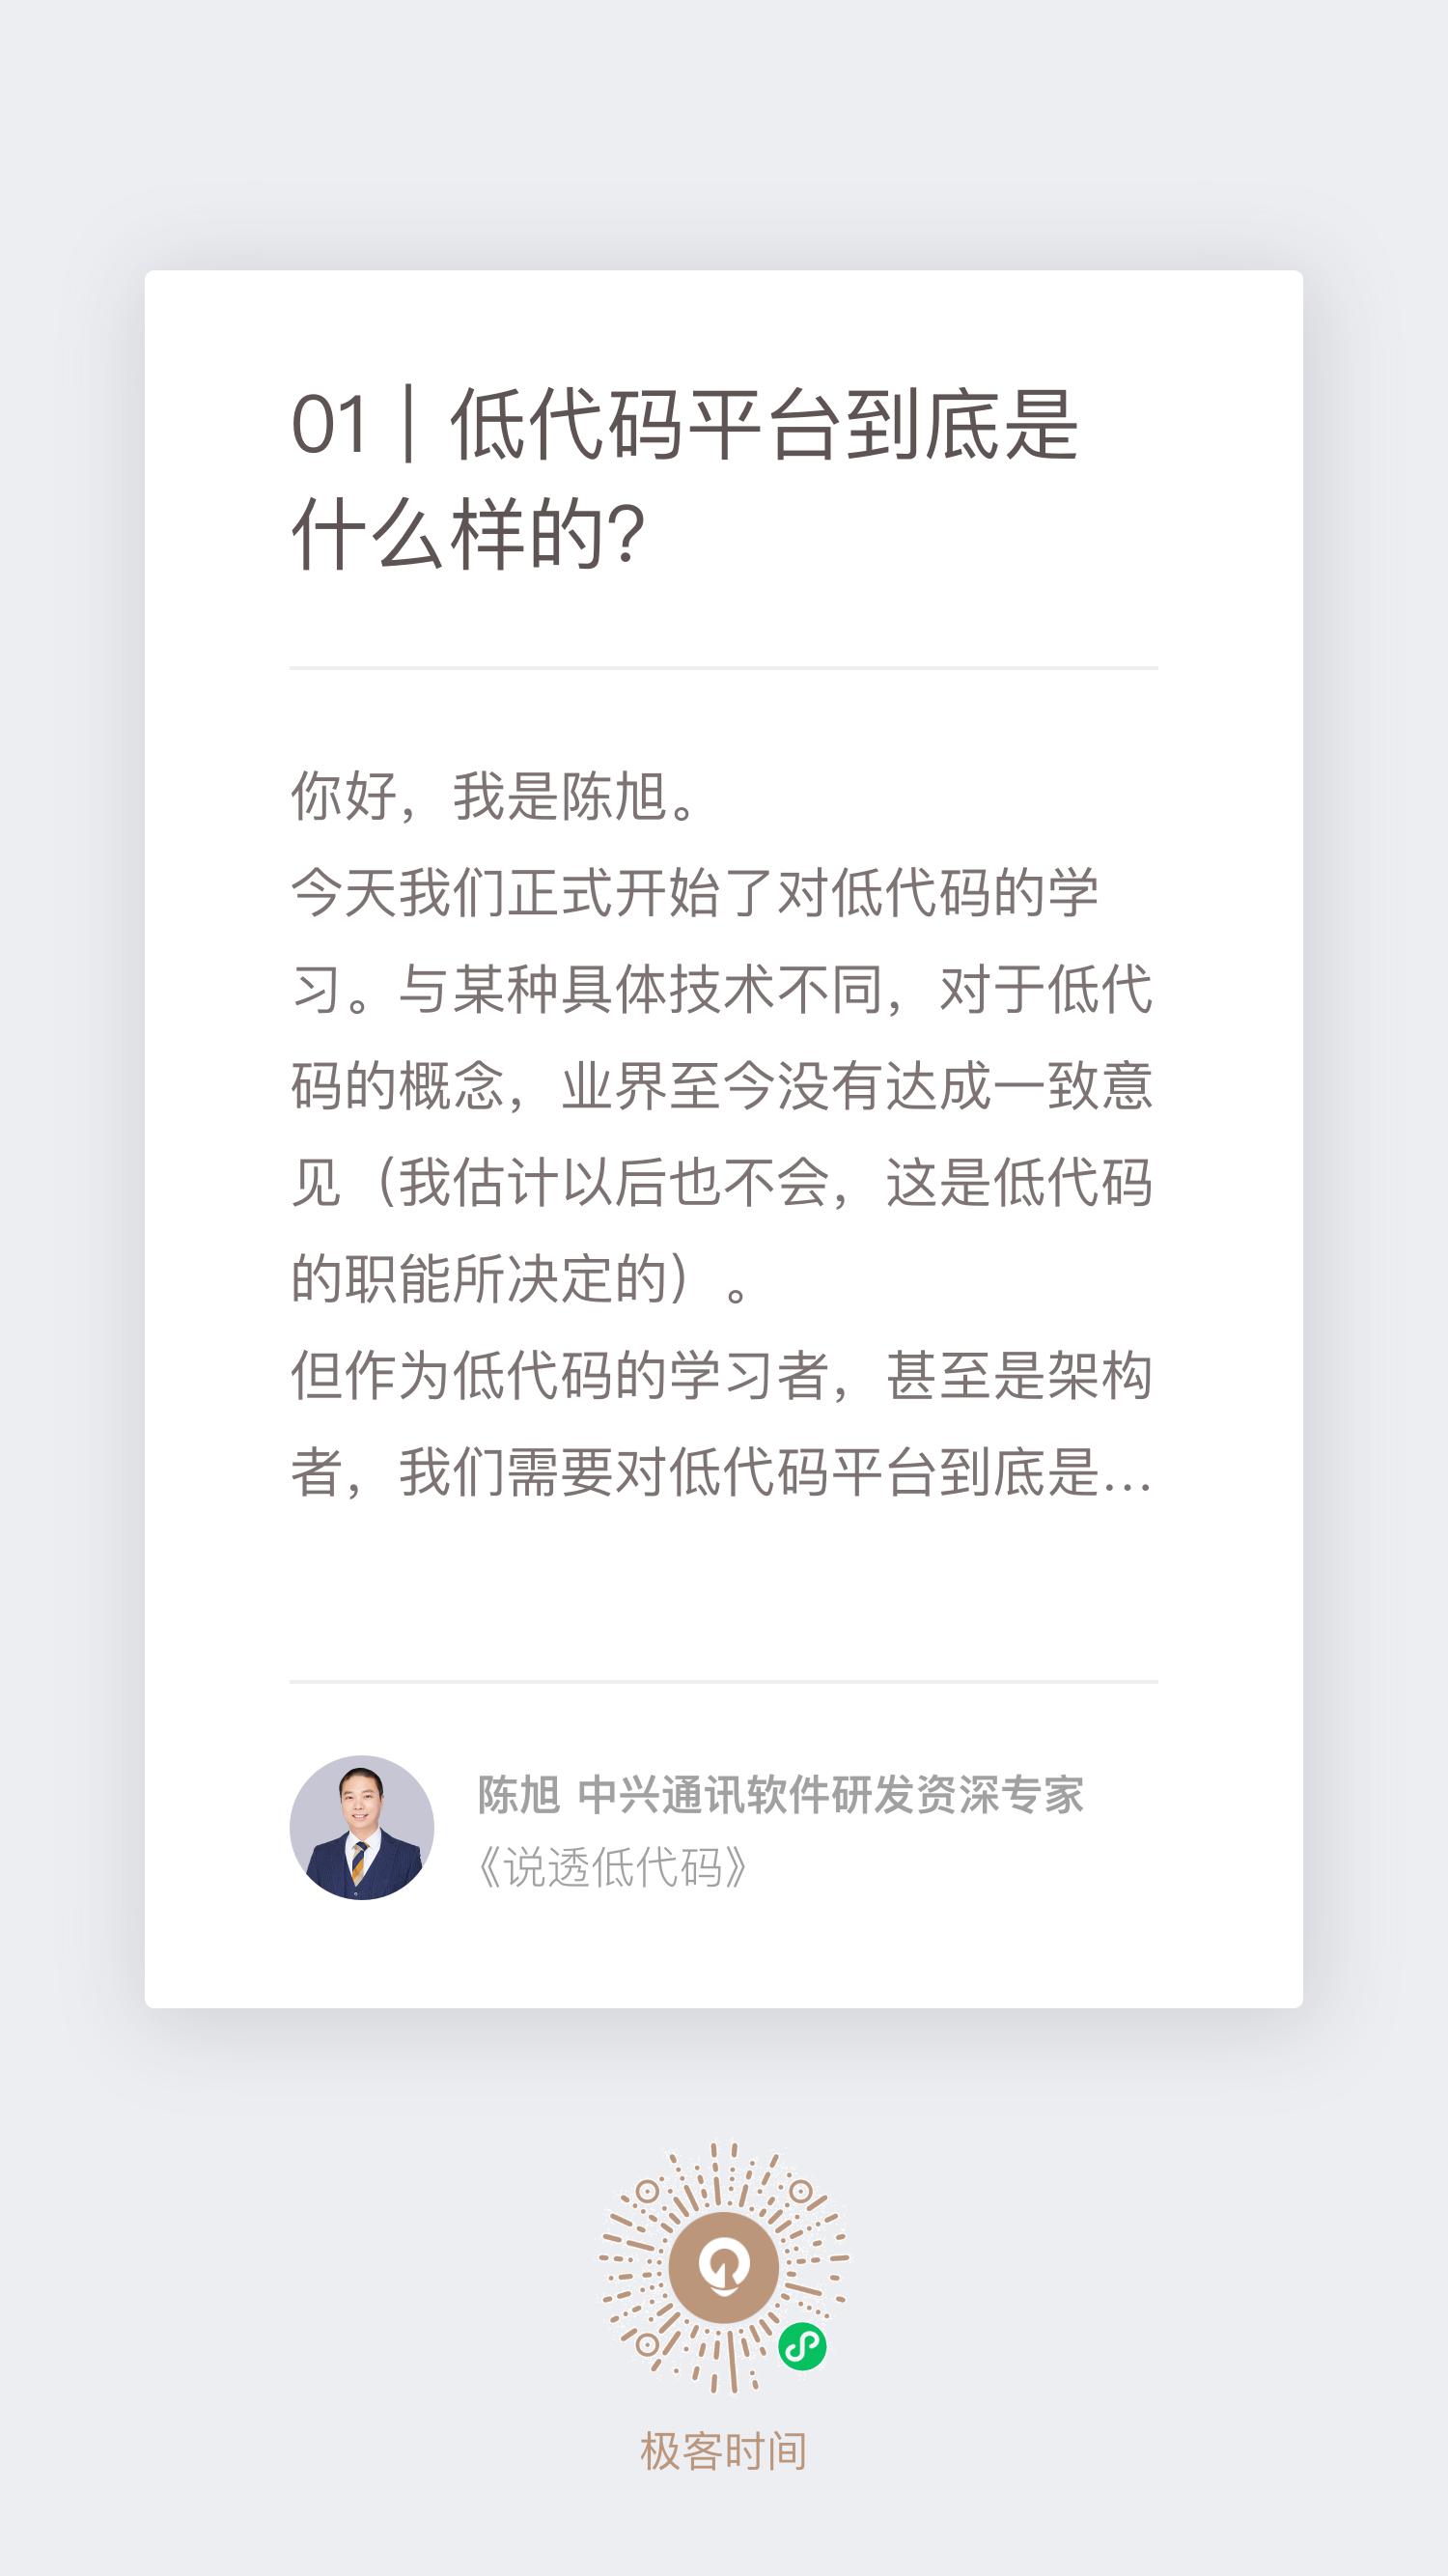 01｜低代码平台到底是
什么样的？
你好，我是陈旭。
今天我们正式开始了对低代码的学
习。与某种具体技术不同，对于低代
码的概念，业界至今没有达成一致意
见（我估计以后也不会，这是低代码
的职能所决定的）。
但作为低代码的学习者，甚至是架构
者，我们需要对低代码平台到底是...
陈旭 中兴通讯软件研发资深专家
《说透低代码》
极客时间